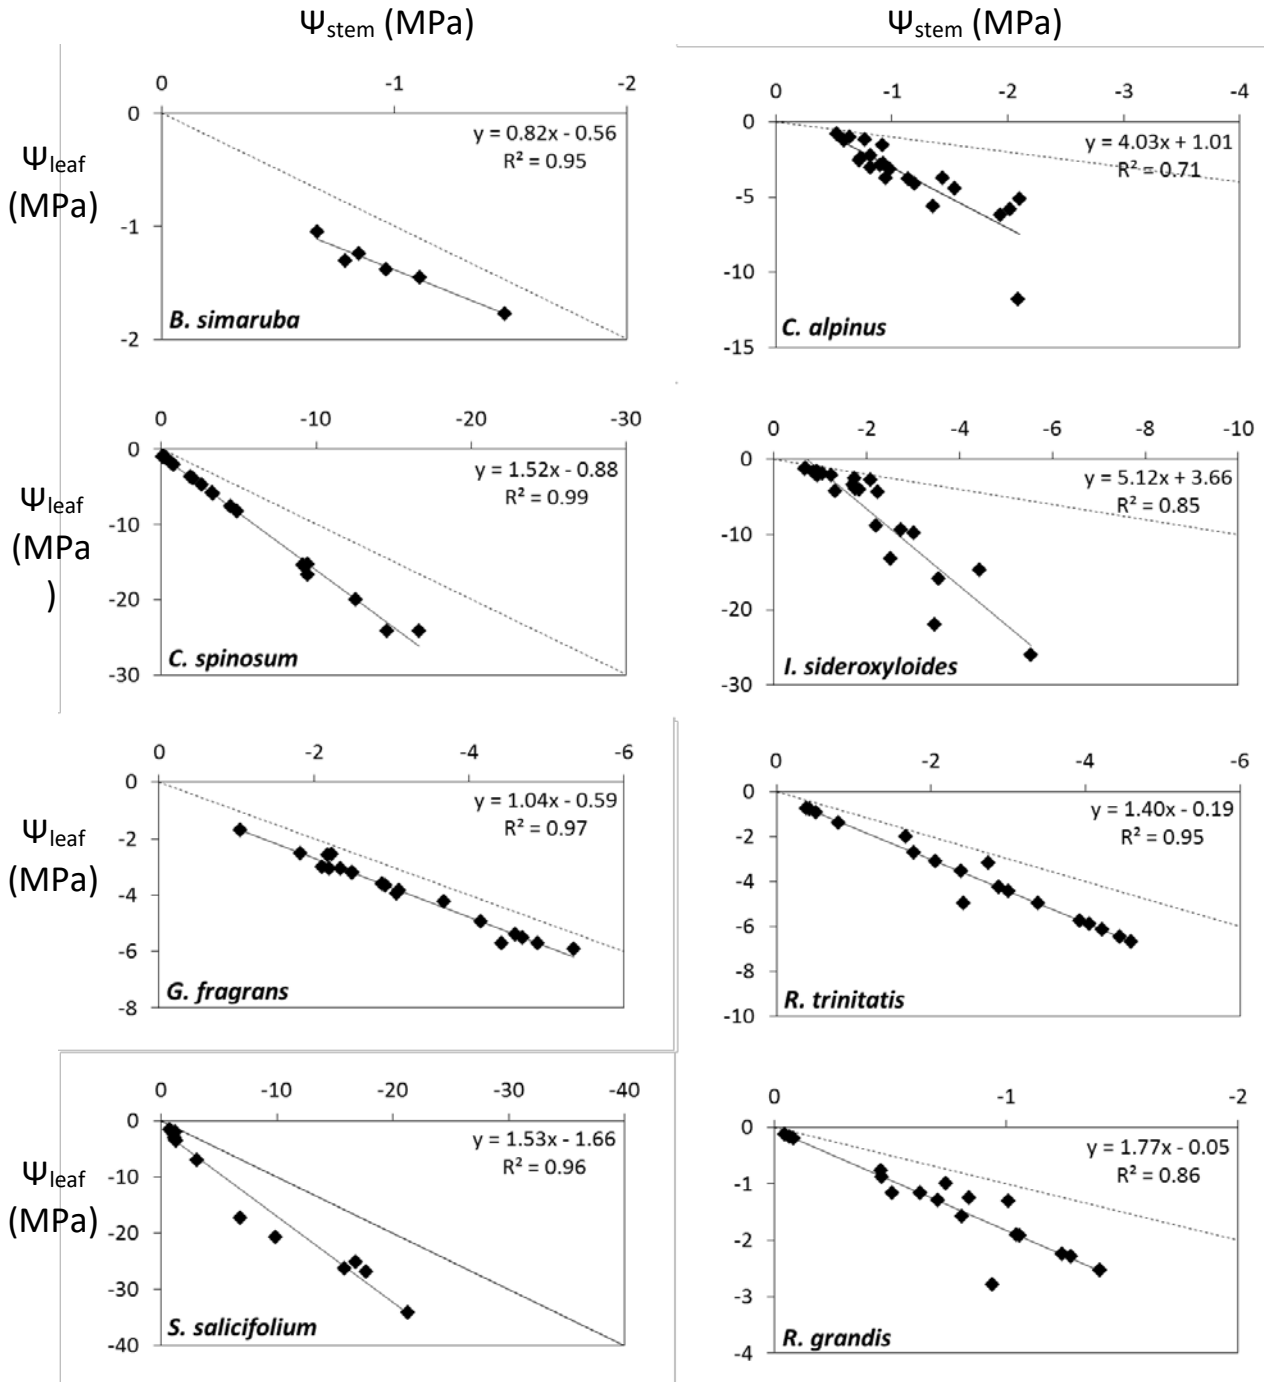 Ψstem (MPa) Ψstem (MPa)
0 -1 -2
0
-1
-2
Ψleaf
(MPa)
y = 0.82x - 0.56
R² = 0.95
B. simaruba
0 -1 -2 -3 -4
0
-5
-10
-15
y = 4.03x + 1.01
R² = 0.71
C. alpinus
0 -10 -20 -30
0
-10
-20
-30
Ψleaf
(MPa
)
y = 1.52x - 0.88
R² = 0.99
C. spinosum
0 -2 -4 -6 -8 -10
0
-10
-20
-30
y = 5.12x + 3.66
R² = 0.85
I. sideroxyloides
0 -2 -4 -6
0
-2
-4
-6
-8
Ψleaf
(MPa)
y = 1.04x - 0.59
R² = 0.97
G. fragrans
0 -2 -4 -6
0
-2
-4
-6
-8
-10
y = 1.40x - 0.19
R² = 0.95
R. trinitatis
0 -10 -20 -30 -40
0
-10
-20
-30
-40
Ψleaf
(MPa)
y = 1.53x - 1.66
R² = 0.96
S. salicifolium
0 -1 -2
0
-1
-2
-3
-4
y = 1.77x - 0.05
R² = 0.86
R. grandis